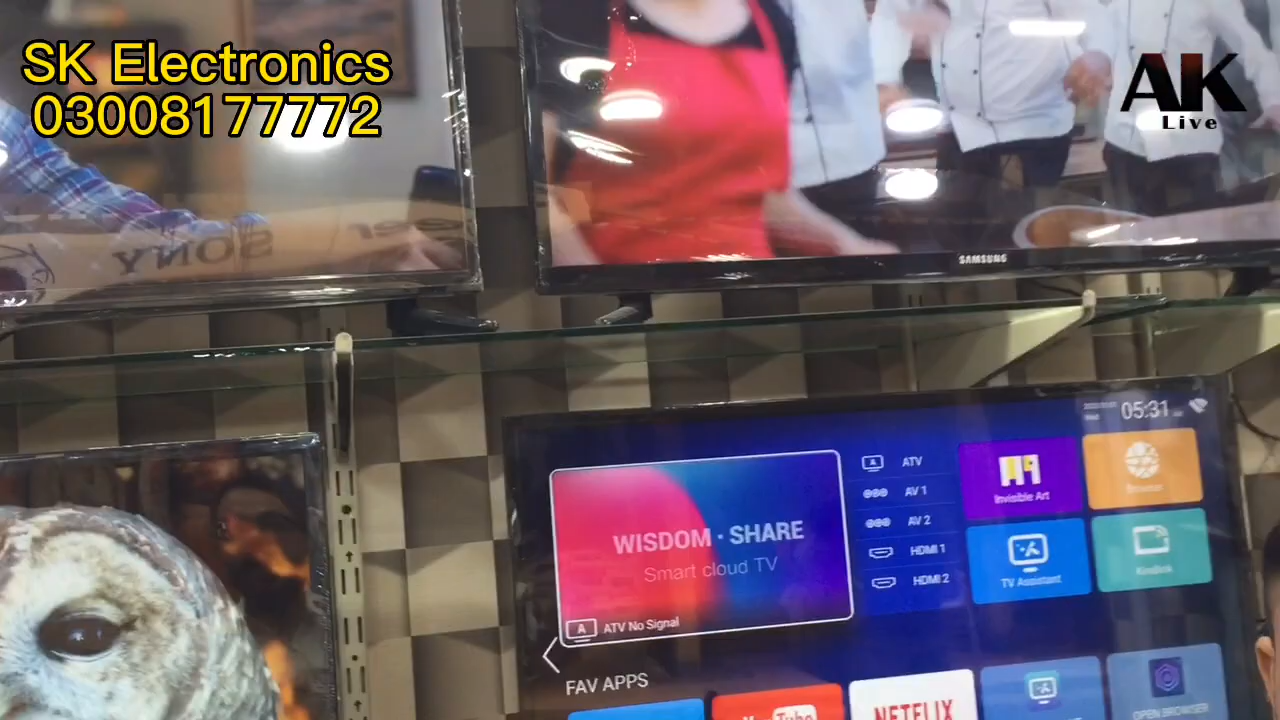 SK Electronics
03008177772
AK
Live
SONY
SAMSUNG
05:31
WISDOM · SHARE
Smart cloud TV
ATV No Signal
ATV
AV 1
AV 2
HDMI 1
HDMI 2
Invisible Art
Browser
TV Assistant
FAV APPS
YouTube
NETFLIX
OPEN BROWSER